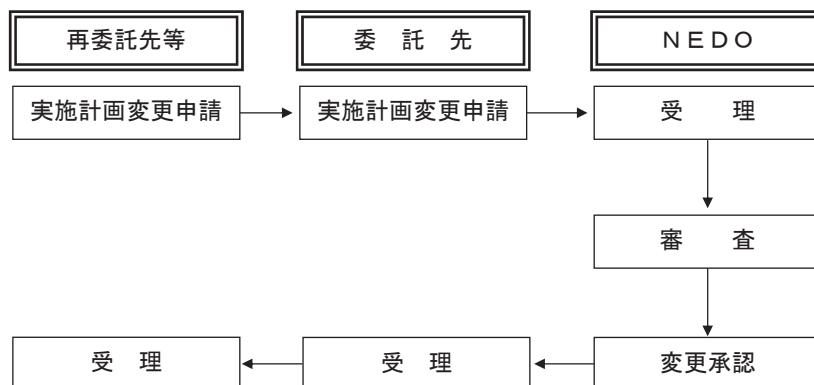 再委託先等
委 託 先
ＮＥＤＯ
実施計画変更申請
実施計画変更申請
受 理
審 査
受 理
受 理
変更承認